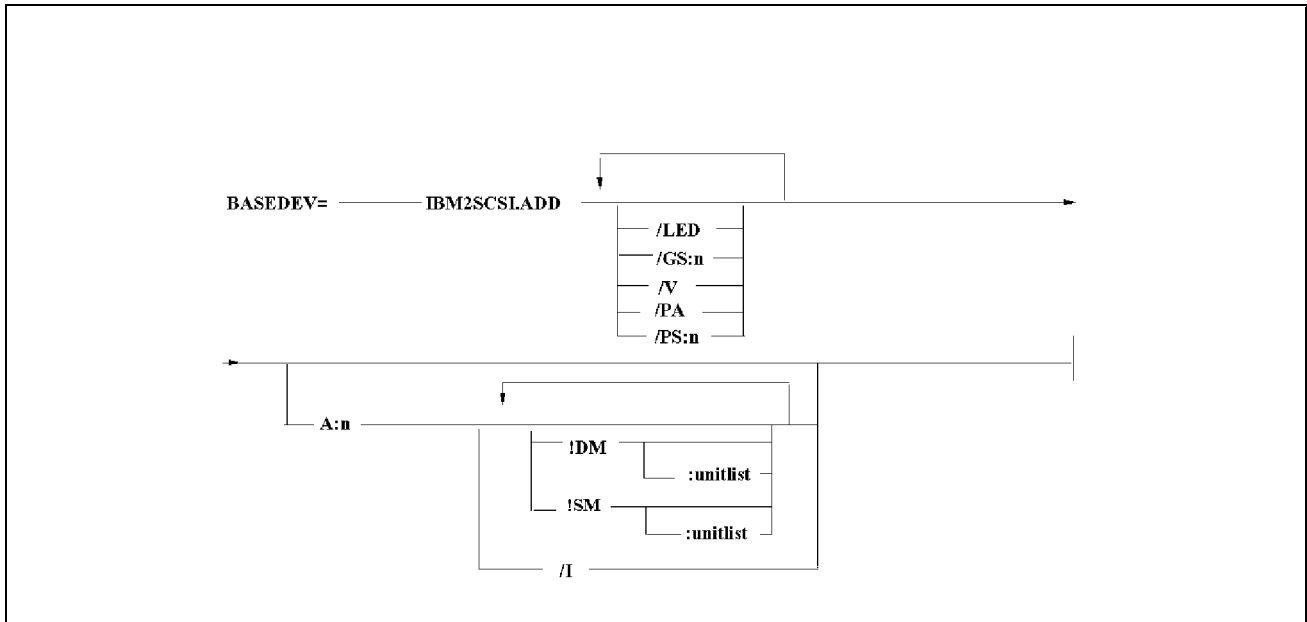 BASEDEV= IBM2SCSI.ADD
/LED
/GS:n
/V
/PA
/PS:n
A:n
!DM
:unitlist
!SM
:unitlist
/I